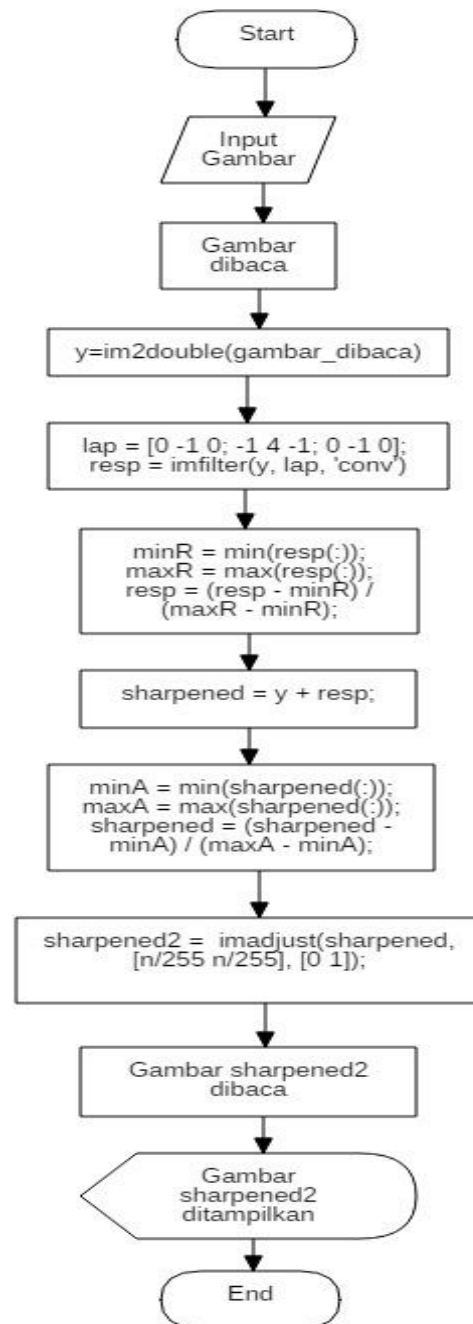 Start
Input
Gambar
Gambar
dibaca
y=im2double(gambar_dibaca)
lap = [0 -1 0; -1 4 -1; 0 -1 0];
resp = imfilter(y, lap, 'conv')
minR = min(resp(:));
maxR = max(resp(:));
resp = (resp - minR) /
(maxR - minR);
sharpened = y + resp;
minA = min(sharpened(:));
maxA = max(sharpened(:));
sharpened = (sharpened -
minA) / (maxA - minA);
sharpened2 = imadjust(sharpened,
[n/255 n/255], [0 1]);
Gambar sharpened2
dibaca
Gambar
sharpened2
ditampilkan
End